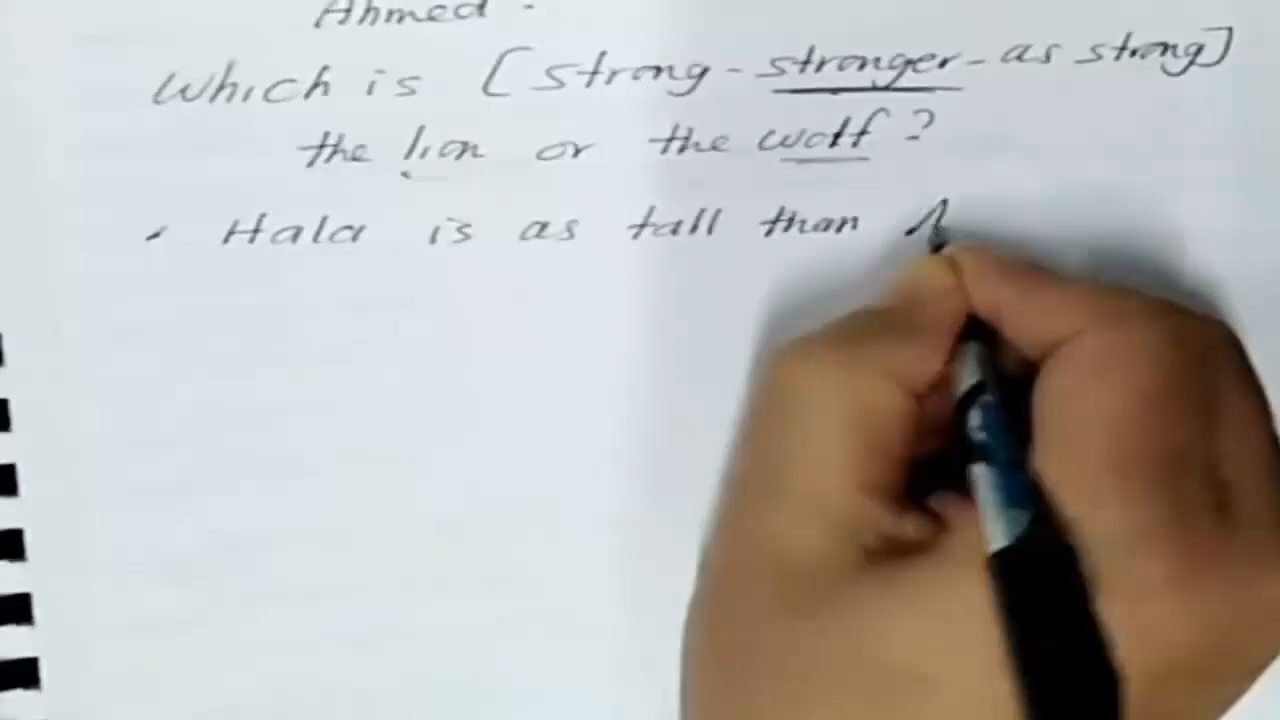 Ahmed.
Which is [strong - stronger - as strong]
the lion or the wolf?
Hala is as tall than A